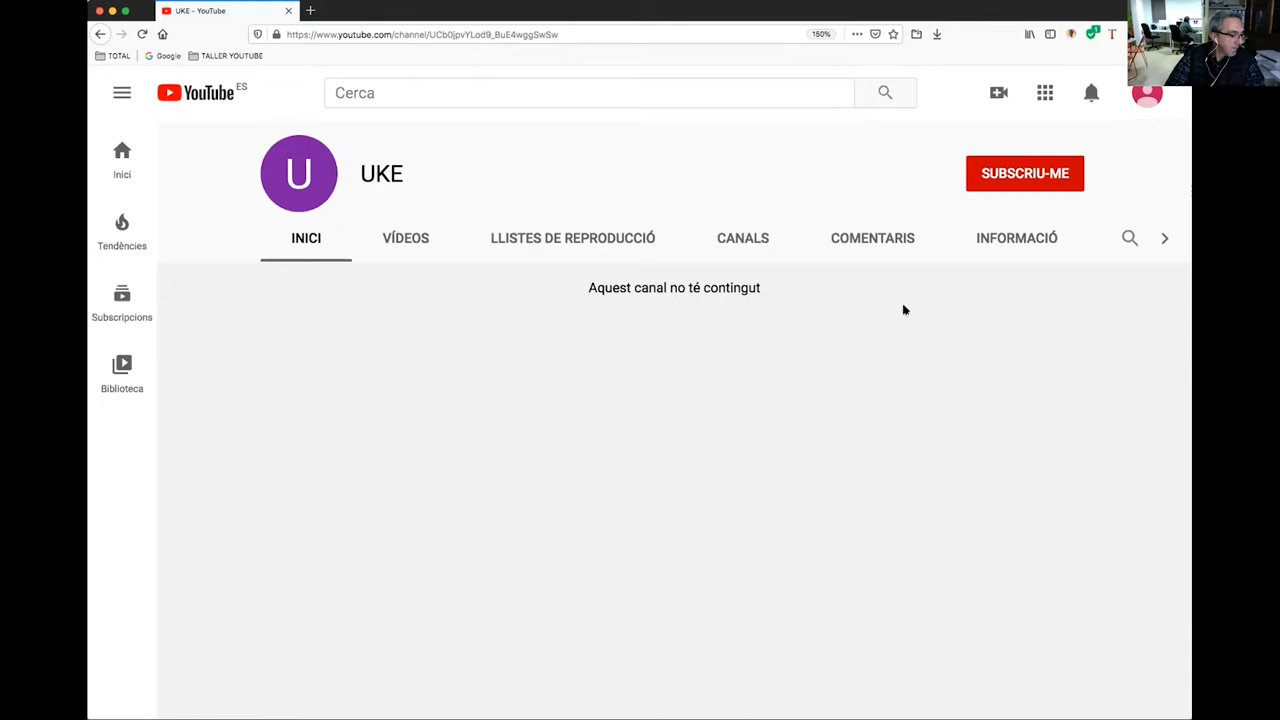 UKE - YouTube
https://www.youtube.com/channel/UCb0jpvYLod9_BuE4wggSwSw
150%
TOTAL
Google
TALLER YOUTUBE
YouTube ES
Cerca
Inici
Tendències
Subscripcions
Biblioteca
U
UKE
SUBSCRIU-ME
INICI
VÍDEOS
LLISTES DE REPRODUCCIÓ
CANALS
COMENTARIS
INFORMACIÓ
Aquest canal no té contingut